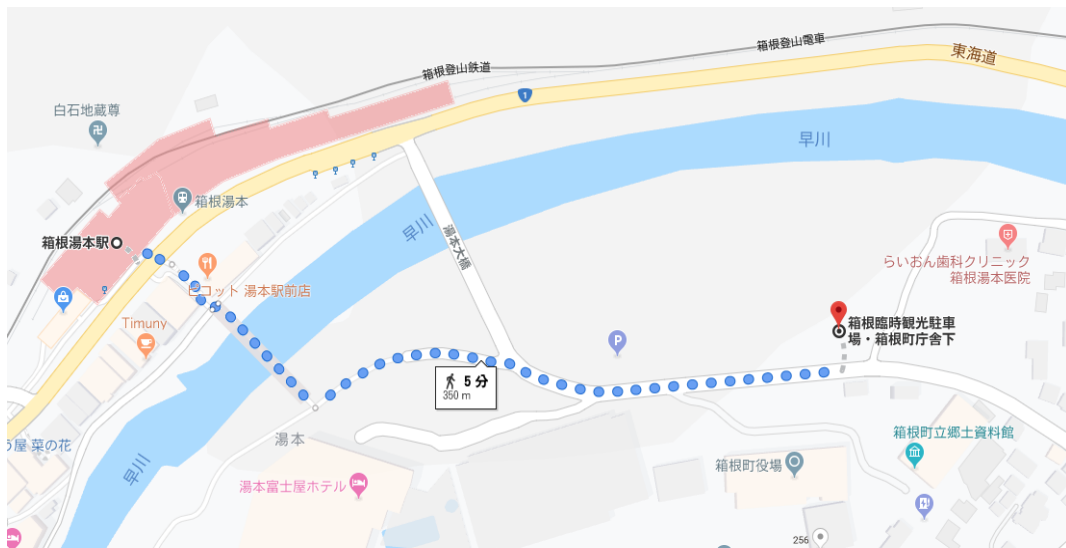 箱根登山電車
東海道
箱根登山鉄道
1
白石地蔵尊
早川
箱根湯本
早川
湯本大橋
箱根湯本駅
らいおん歯科クリニック
箱根湯本医院
ピコット 湯本駅前店
Timuny
P
箱根臨時観光駐車
場・箱根町庁舎下
5 分
350 m
う屋 菜の花
湯本
箱根町立郷土資料館
早川
箱根町役場
湯本富士屋ホテル
256